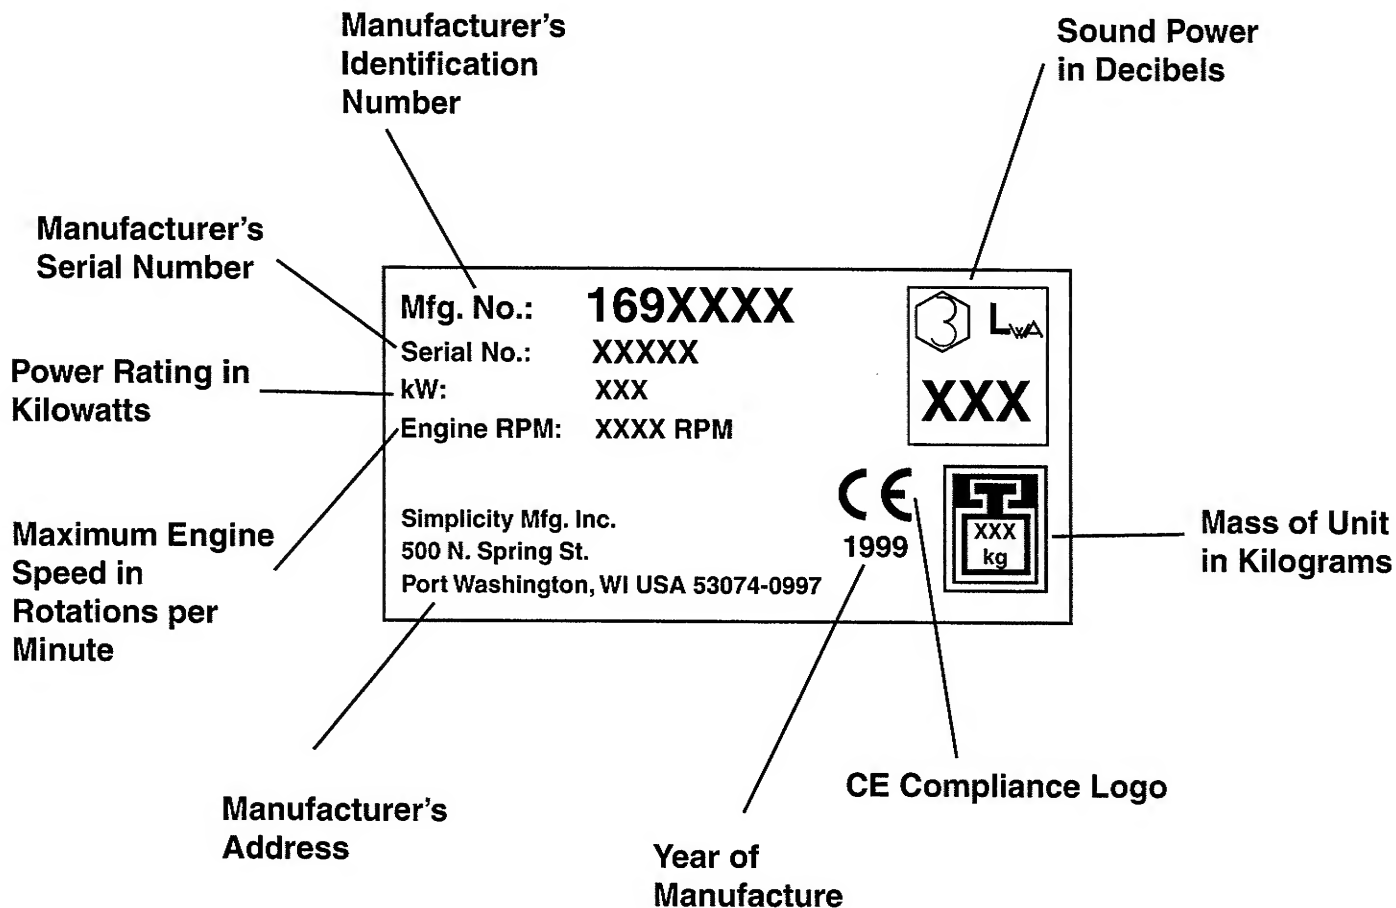 Manufacturer's
Identification
Number
Sound Power
in Decibels
Manufacturer's
Serial Number
Power Rating in
Kilowatts
Maximum Engine
Speed in
Rotations per
Minute
Mfg. No.: 169XXXX
Serial No.: XXXXX
kW: XXX
Engine RPM: XXXX RPM
Simplicity Mfg. Inc.
500 N. Spring St.
Port Washington, WI USA 53074-0997
3 LWA
XXX
CE
1999
XXX
kg
Mass of Unit
in Kilograms
CE Compliance Logo
Manufacturer's
Address
Year of
Manufacture